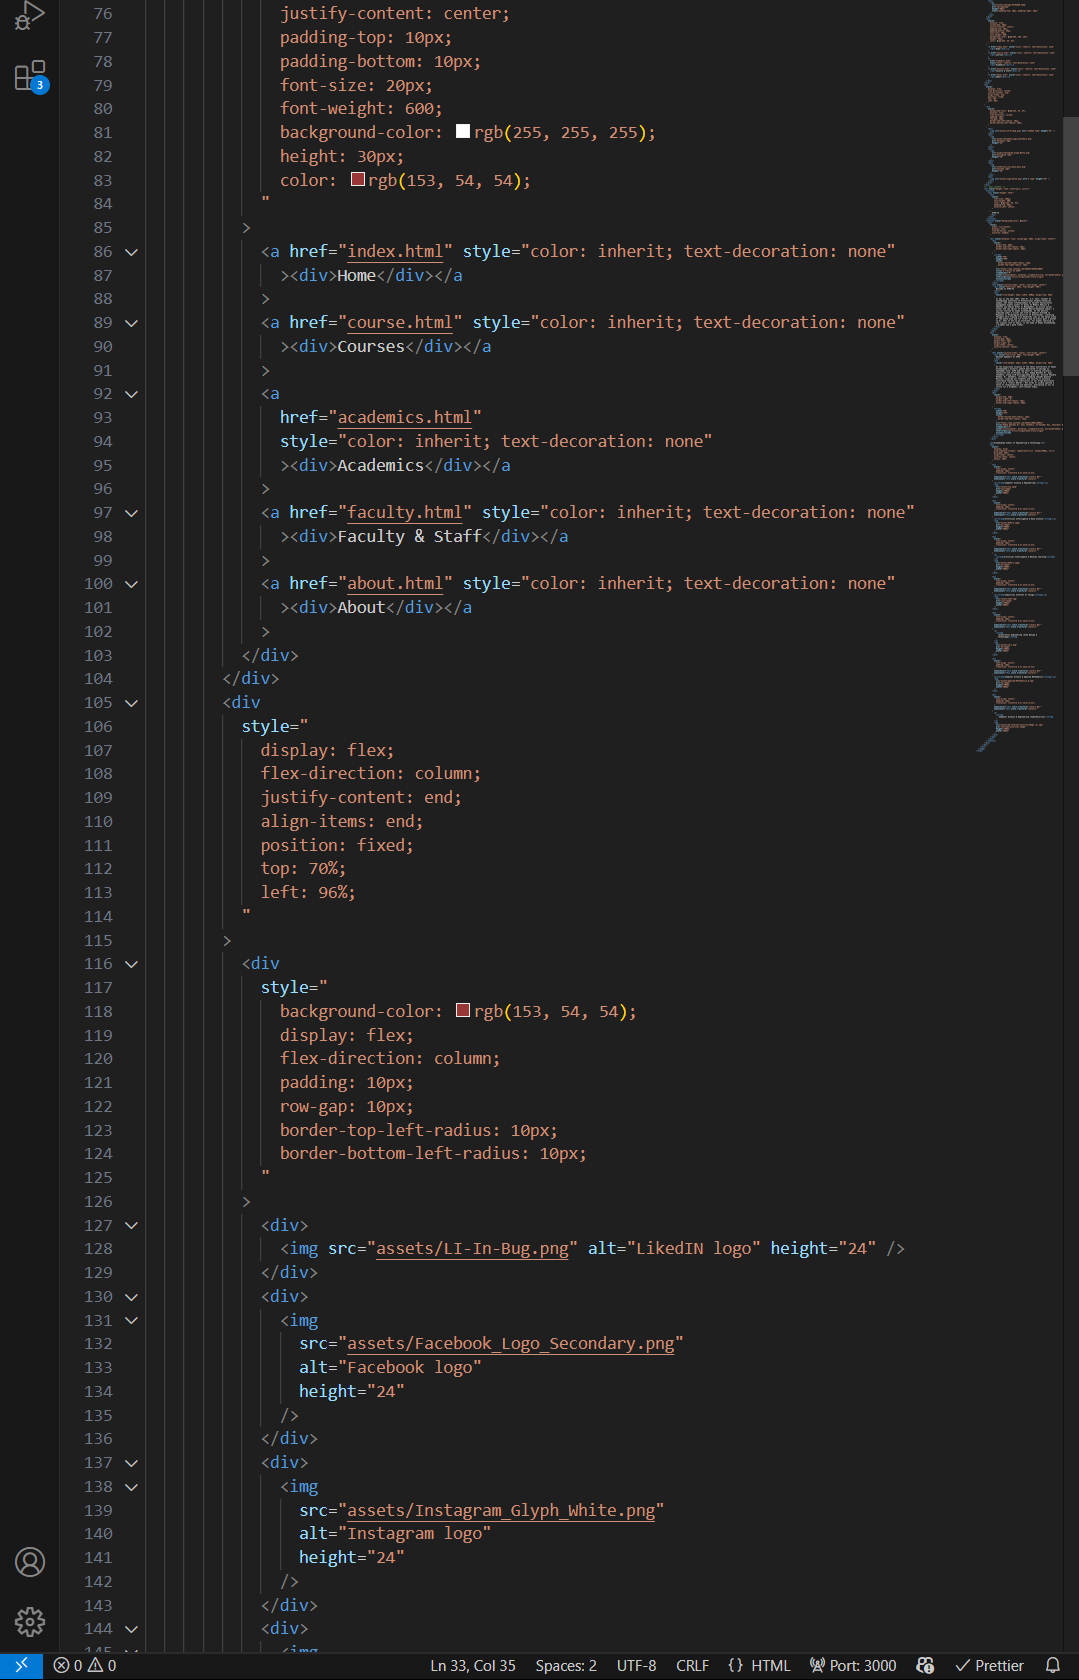 76 justify-content: center;
77 padding-top: 10px;
78 padding-bottom: 10px;
79 font-size: 20px;
80 font-weight: 600;
81 background-color: rgb(255, 255, 255);
82 height: 30px;
83 color: rgb(153, 54, 54);
84 "
85 >
86 <a href="index.html" style="color: inherit; text-decoration: none"
87 ><div>Home</div></a
88 >
89 <a href="course.html" style="color: inherit; text-decoration: none"
90 ><div>Courses</div></a
91 >
92 <a
93 href="academics.html"
94 style="color: inherit; text-decoration: none"
95 ><div>Academics</div></a
96 >
97 <a href="faculty.html" style="color: inherit; text-decoration: none"
98 ><div>Faculty & Staff</div></a
99 >
100 <a href="about.html" style="color: inherit; text-decoration: none"
101 ><div>About</div></a
102 >
103 </div>
104 </div>
105 <div
106 style="
107 display: flex;
108 flex-direction: column;
109 justify-content: end;
110 align-items: end;
111 position: fixed;
112 top: 70%;
113 left: 96%;
114 "
115 >
116 <div
117 style="
118 background-color: rgb(153, 54, 54);
119 display: flex;
120 flex-direction: column;
121 padding: 10px;
122 row-gap: 10px;
123 border-top-left-radius: 10px;
124 border-bottom-left-radius: 10px;
125 "
126 >
127 <div>
128 <img src="assets/LI-In-Bug.png" alt="LikedIN logo" height="24" />
129 </div>
130 <div>
131 <img
132 src="assets/Facebook_Logo_Secondary.png"
133 alt="Facebook logo"
134 height="24"
135 />
136 </div>
137 <div>
138 <img
139 src="assets/Instagram_Glyph_White.png"
140 alt="Instagram logo"
141 height="24"
142 />
143 </div>
144 <div>
145 <img
3
0 0 Ln 33, Col 35 Spaces: 2 UTF-8 CRLF {} HTML Port: 3000 Prettier